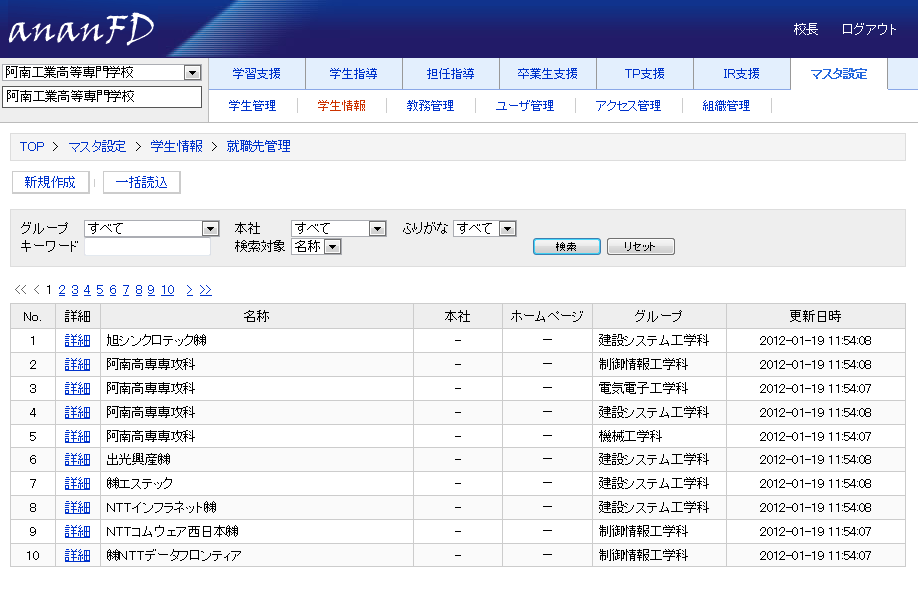 ananFD
校長 ログアウト
阿南工業高等専門学校 学習支援 学生指導 担任指導 卒業生支援 TP支援 IR支援 マスタ設定
阿南工業高等専門学校 学生管理 学生情報 教務管理 ユーザ管理 アクセス管理 組織管理
TOP > マスタ設定 > 学生情報 > 就職先管理
新規作成 一括読込
グループ すべて 本社 すべて ふりがな すべて
キーワード 検索対象 名称 検索 リセット
<< < 1 2 3 4 5 6 7 8 9 10 > >>
No. 詳細 名称 本社 ホームページ グループ 更新日時
1 詳細 旭シンクロテック㈱ - － 建設システム工学科 2012-01-19 11:54:08
2 詳細 阿南高専専攻科 - － 制御情報工学科 2012-01-19 11:54:08
3 詳細 阿南高専専攻科 - － 電気電子工学科 2012-01-19 11:54:07
4 詳細 阿南高専専攻科 - － 建設システム工学科 2012-01-19 11:54:08
5 詳細 阿南高専専攻科 - － 機械工学科 2012-01-19 11:54:07
6 詳細 出光興産㈱ - － 建設システム工学科 2012-01-19 11:54:08
7 詳細 ㈱エステック - － 建設システム工学科 2012-01-19 11:54:08
8 詳細 NTTインフラネット㈱ - － 建設システム工学科 2012-01-19 11:54:08
9 詳細 NTTコムウェア西日本㈱ - － 制御情報工学科 2012-01-19 11:54:07
10 詳細 ㈱NTTデータフロンティア - － 制御情報工学科 2012-01-19 11:54:07